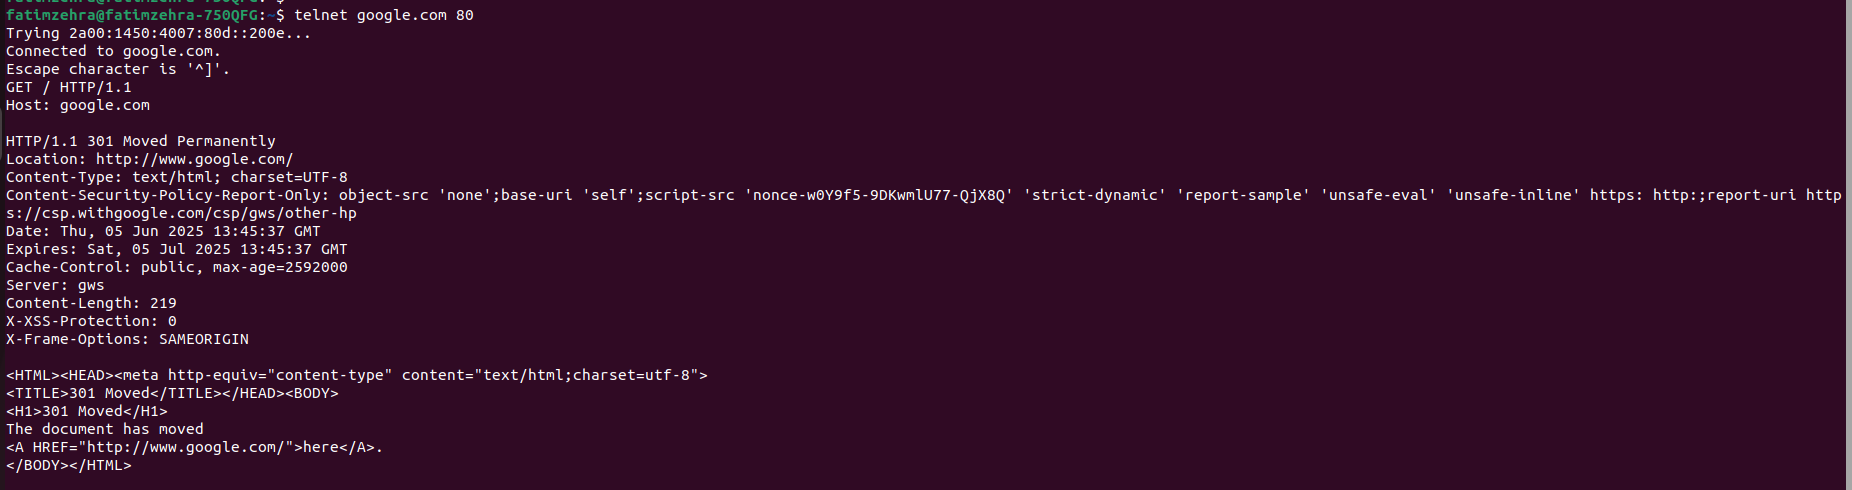 fatimzehra@fatimzehra-750QFG:~$
fatimzehra@fatimzehra-750QFG:~$ telnet google.com 80
Trying 2a00:1450:4007:80d::200e...
Connected to google.com.
Escape character is '^]'.
GET / HTTP/1.1
Host: google.com

HTTP/1.1 301 Moved Permanently
Location: http://www.google.com/
Content-Type: text/html; charset=UTF-8
Content-Security-Policy-Report-Only: object-src 'none';base-uri 'self';script-src 'nonce-w0Y9f5-9DKwmlU77-QjX8Q' 'strict-dynamic' 'report-sample' 'unsafe-eval' 'unsafe-inline' https: http:;report-uri http
s://csp.withgoogle.com/csp/gws/other-hp
Date: Thu, 05 Jun 2025 13:45:37 GMT
Expires: Sat, 05 Jul 2025 13:45:37 GMT
Cache-Control: public, max-age=2592000
Server: gws
Content-Length: 219
X-XSS-Protection: 0
X-Frame-Options: SAMEORIGIN

<HTML><HEAD><meta http-equiv="content-type" content="text/html;charset=utf-8">
<TITLE>301 Moved</TITLE></HEAD><BODY>
<H1>301 Moved</H1>
The document has moved
<A HREF="http://www.google.com/">here</A>.
</BODY></HTML>